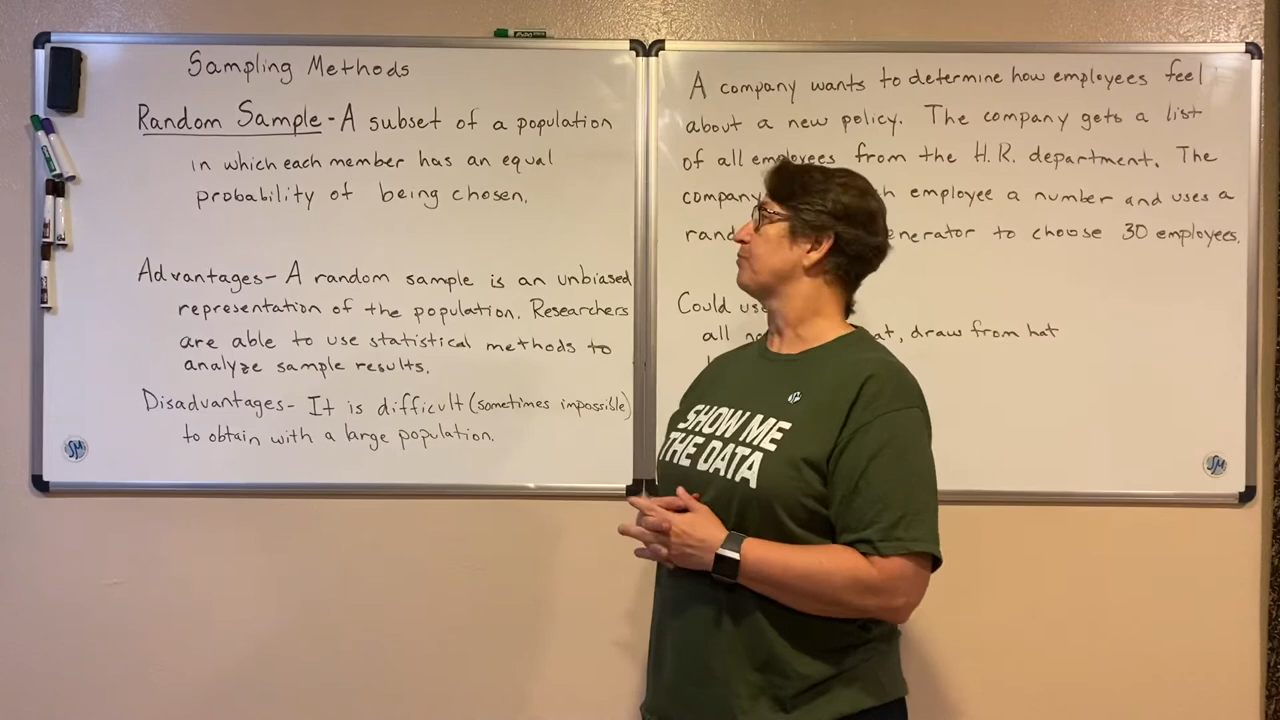 Sampling Methods
Random Sample - A subset of a population
in which each member has an equal
probability of being chosen.
Advantages - A random sample is an unbiased
representation of the population. Researchers
are able to use statistical methods to
analyze sample results.
Disadvantages - It is difficult (sometimes impossible)
to obtain with a large population.
SM
A company wants to determine how employees feel
about a new policy. The company gets a list
of all employees from the H.R. department. The
company employee a number and uses a
to choose 30 employees.
Could use
all draw from hat
SM
SHOW ME
THE DATA